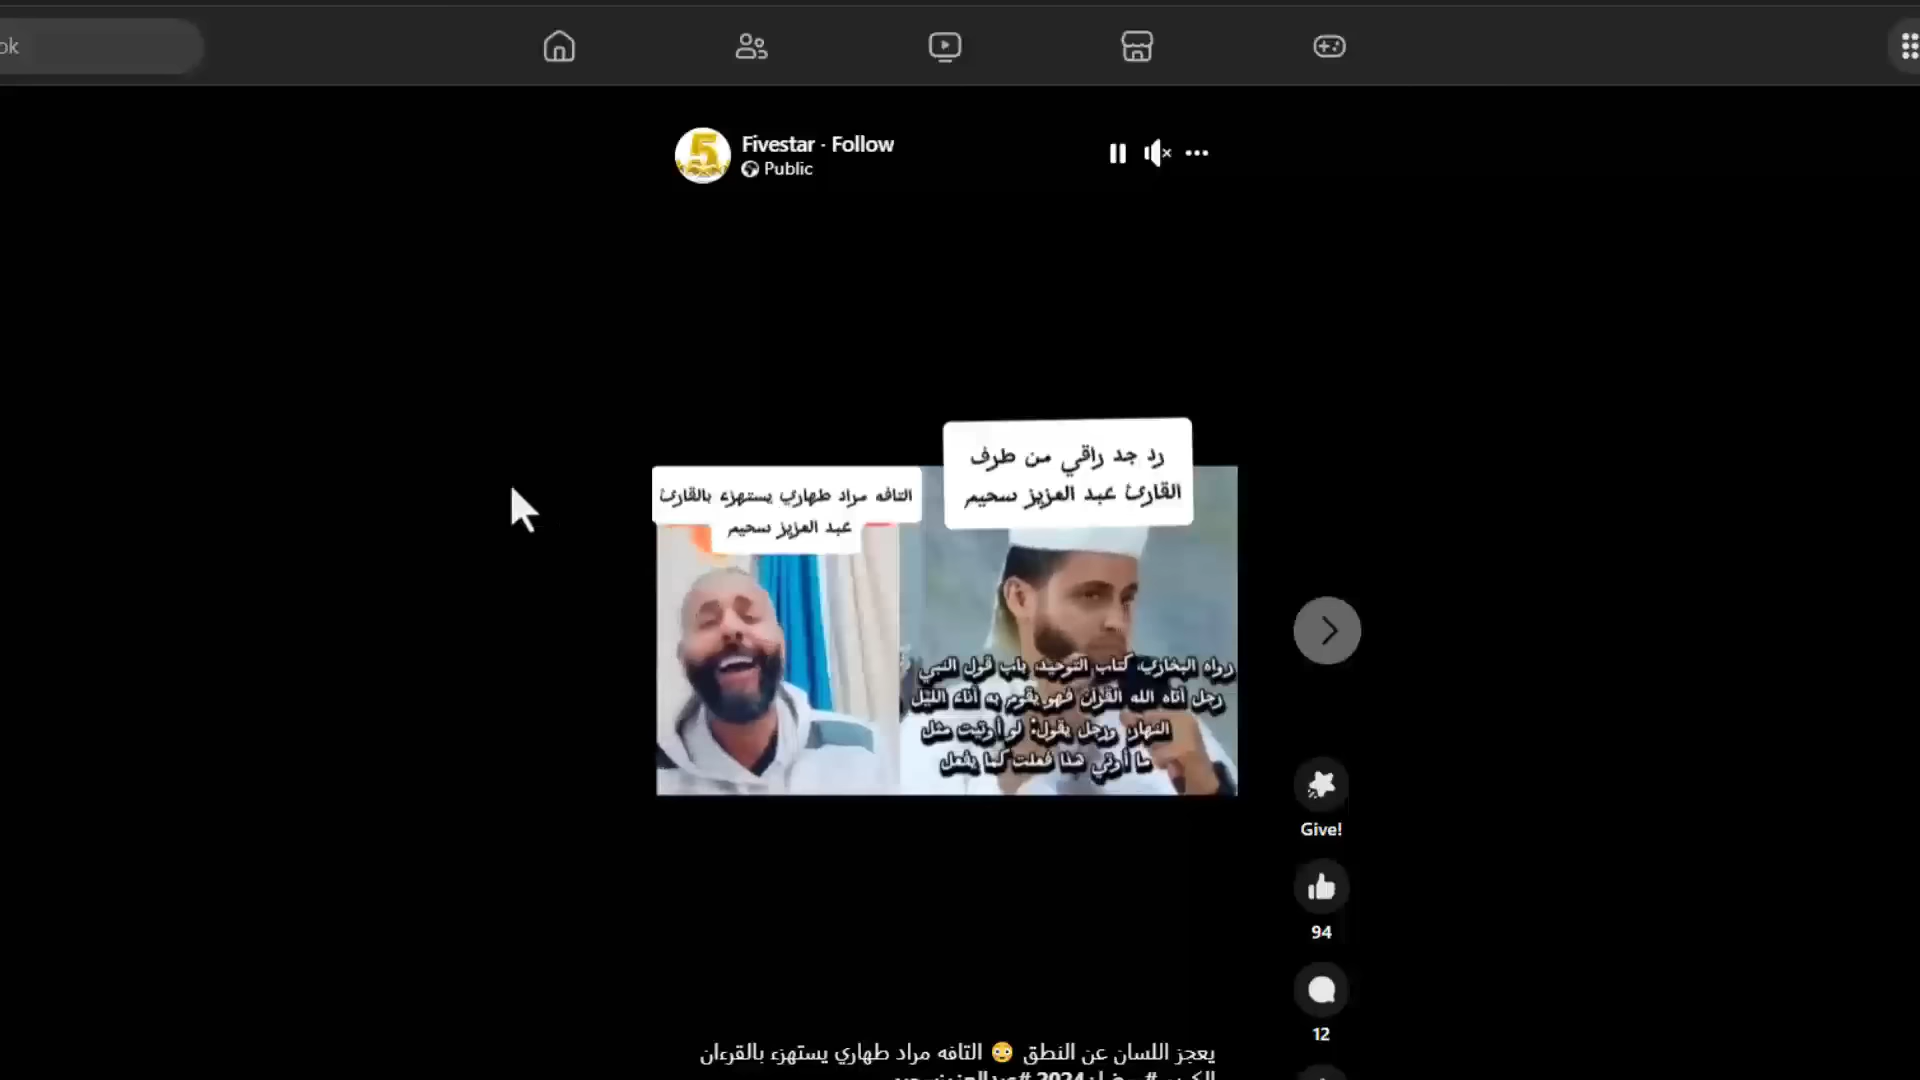 ok
Fivestar · Follow
Public
رد جد راقي من طرف
القارئ عبد العزيز سحيم
التافه مراد طهاري يستهزء بالقارئ
عبد العزيز سحيم
رواه البخاري، كتاب التوحيد، باب قول النبي
رجل آتاه الله القرآن فهو يقوم به آناء الليل
النهار ورجل يقول: لو أوتيت مثل
ما أوتي هذا فعلت كما يفعل
Give!
94
12
يعجز اللسان عن النطق 😳 التافه مراد طهاري يستهزء بالقرءان